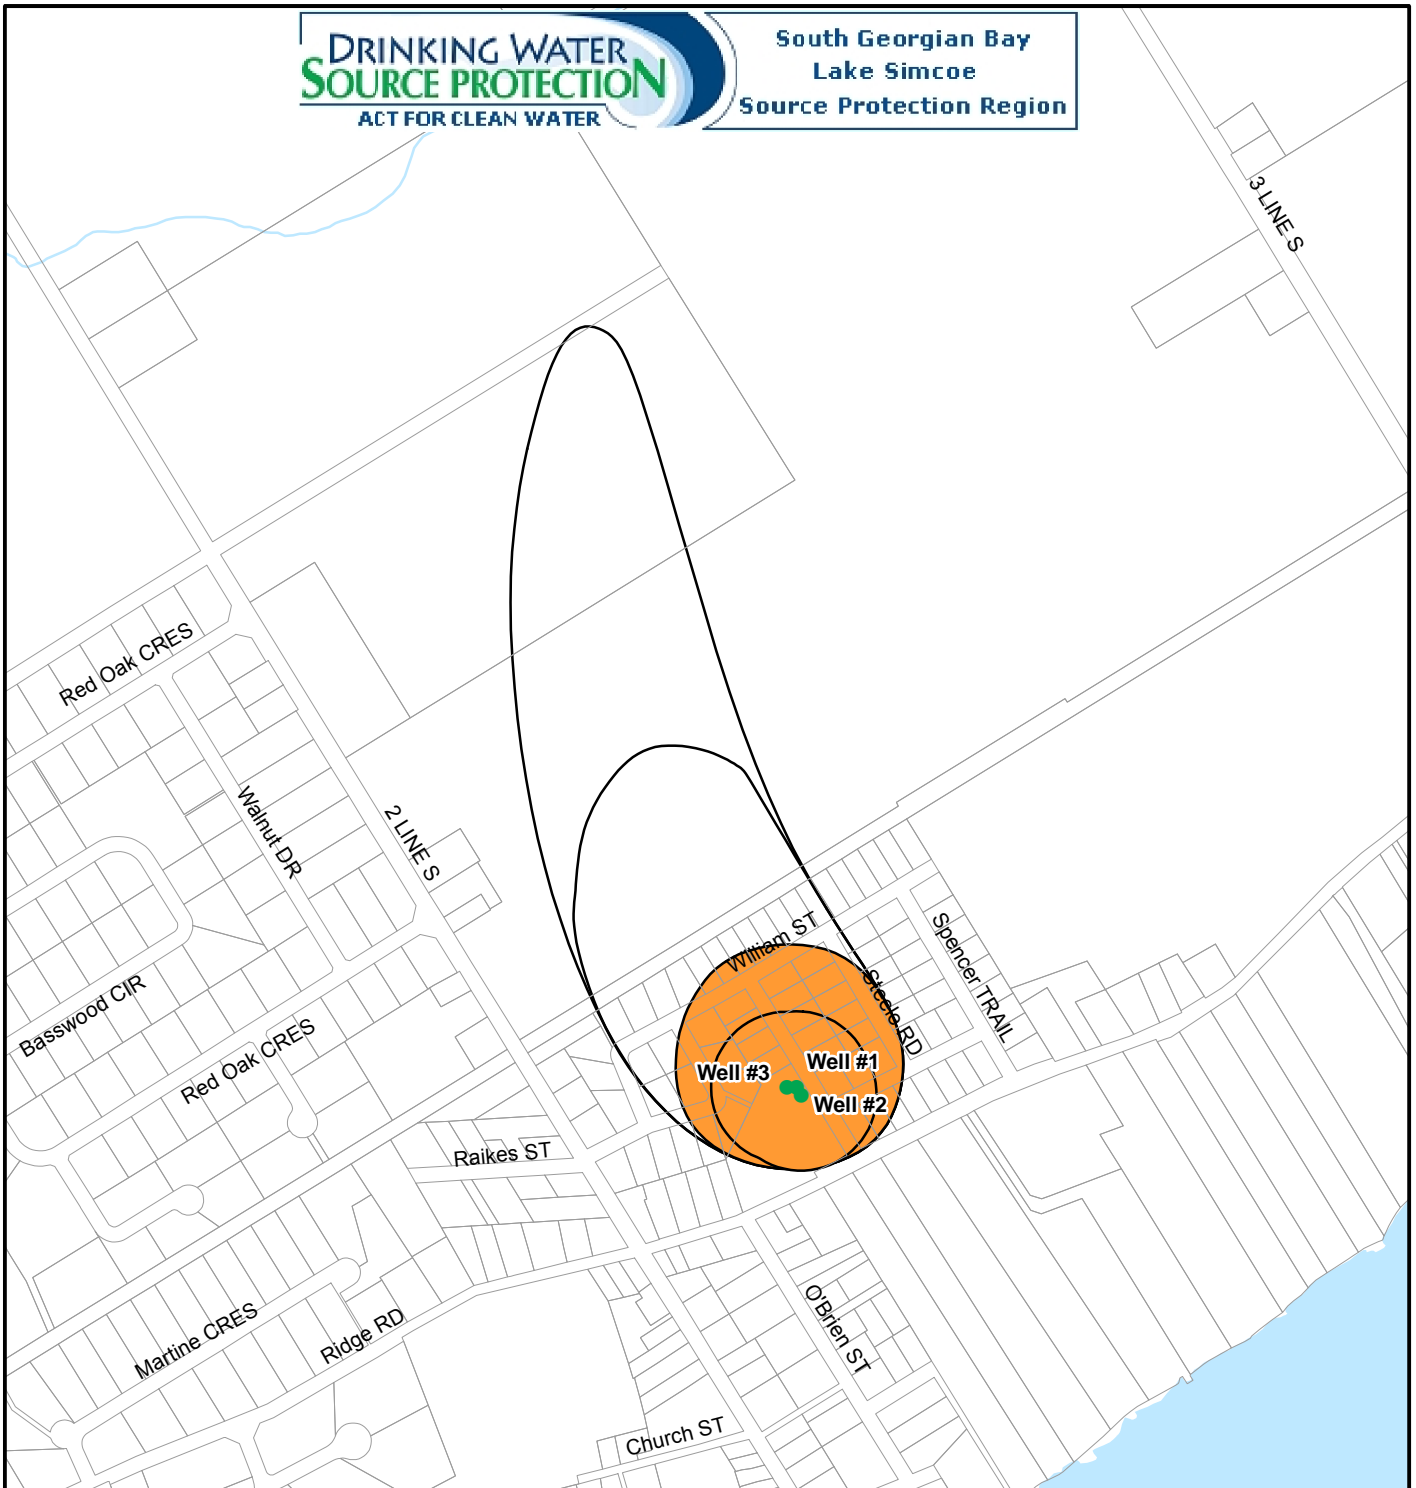 DRINKING WATER
SOURCE PROTECTION
ACT FOR CLEAN WATER
South Georgian Bay
Lake Simcoe
Source Protection Region
3 LINE S
Red Oak CRES
Walnut DR
2 LINE S
William ST
Spencer TRAIL
Steele RD
Basswood CIR
Red Oak CRES
Well #1
Well #3
Well #2
Raikes ST
O'Brien ST
Martine CRES
Ridge RD
Church ST